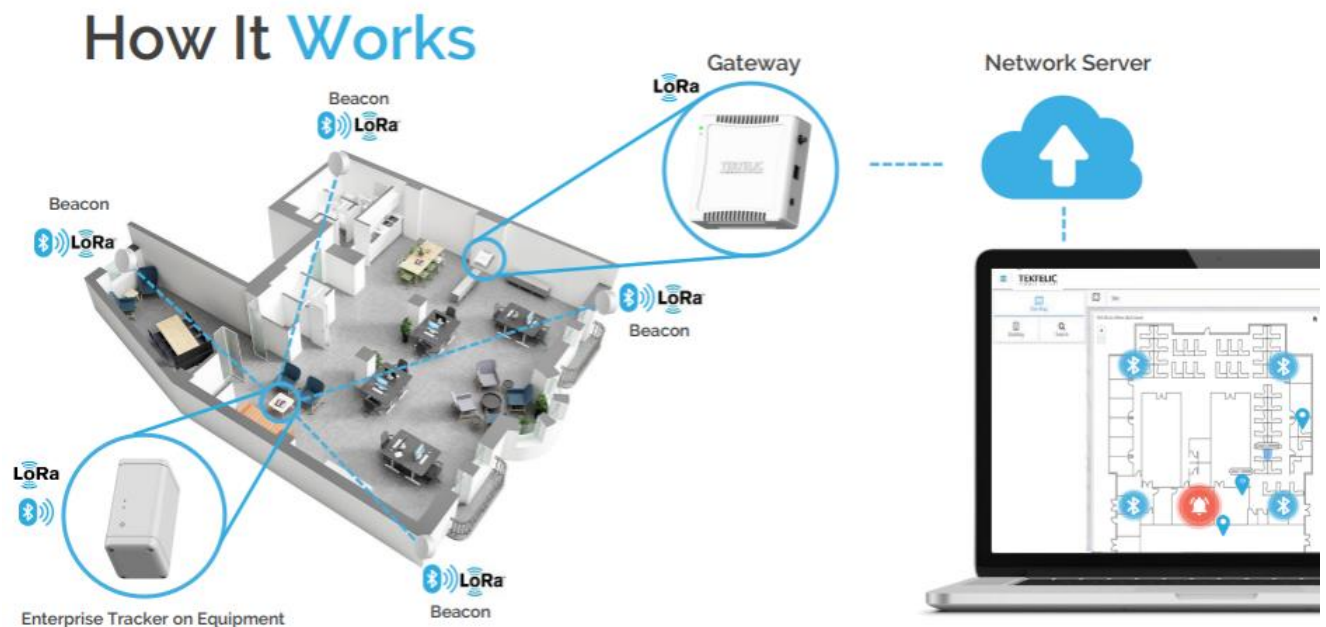 How It Works
Gateway
Network Server
LoRa
Beacon
LoRa
TEKTELIC
Beacon
LoRa
LoRa
Beacon
TEKTELIC
LoRa
LoRa
Beacon
Enterprise Tracker on Equipment